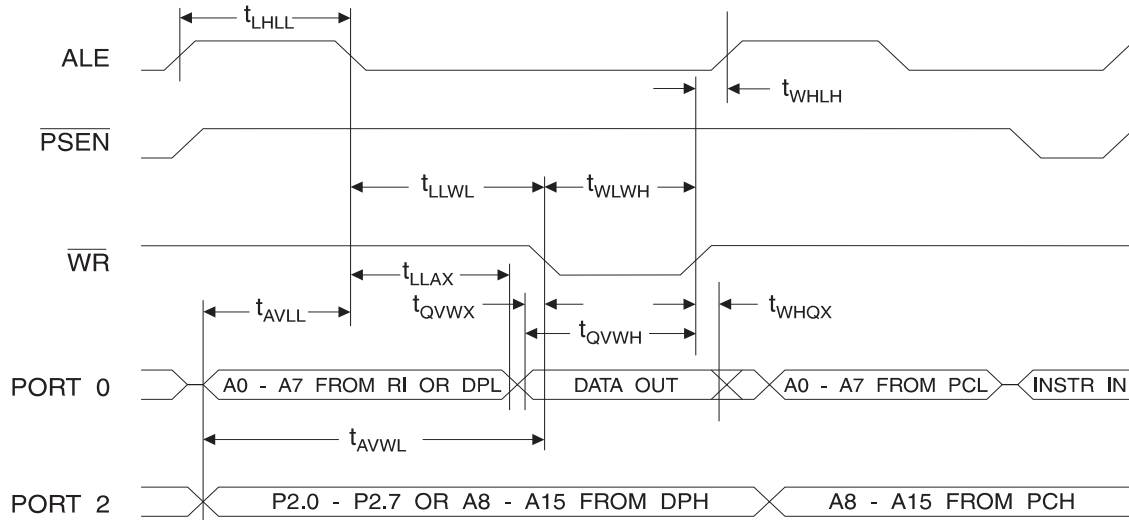 tLHLL
ALE
tWHLH
PSEN
tLLWL
tWLWH
WR
tLLAX
tQVWX
tWHQX
tAVLL
tQVWH
PORT 0
A0 - A7 FROM RI OR DPL
DATA OUT
A0 - A7 FROM PCL
INSTR IN
tAVWL
PORT 2
P2.0 - P2.7 OR A8 - A15 FROM DPH
A8 - A15 FROM PCH